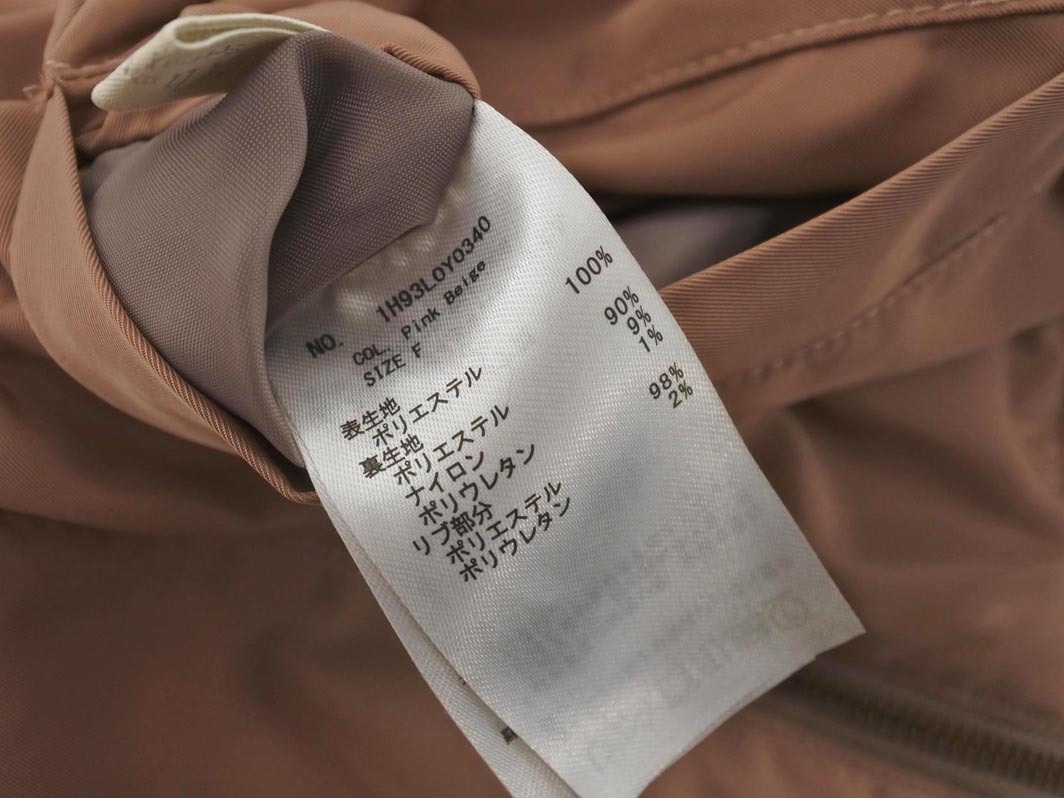 NO. 1H93L0Y0340
COL. Pink Beige
SIZE F
表生地
ポリエステル 100%
裏生地
ポリエステル 90%
ナイロン 9%
ポリウレタン 1%
リブ部分
ポリエステル 98%
ポリウレタン 2%